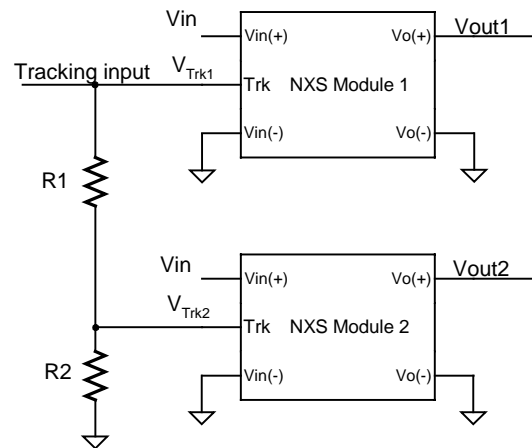 Vin
Vin(+)
Vo(+)
Vout1
Tracking input
VTrk1
Trk
NXS Module 1
Vin(-)
Vo(-)
R1
Vin
Vin(+)
Vo(+)
Vout2
VTrk2
Trk
NXS Module 2
R2
Vin(-)
Vo(-)